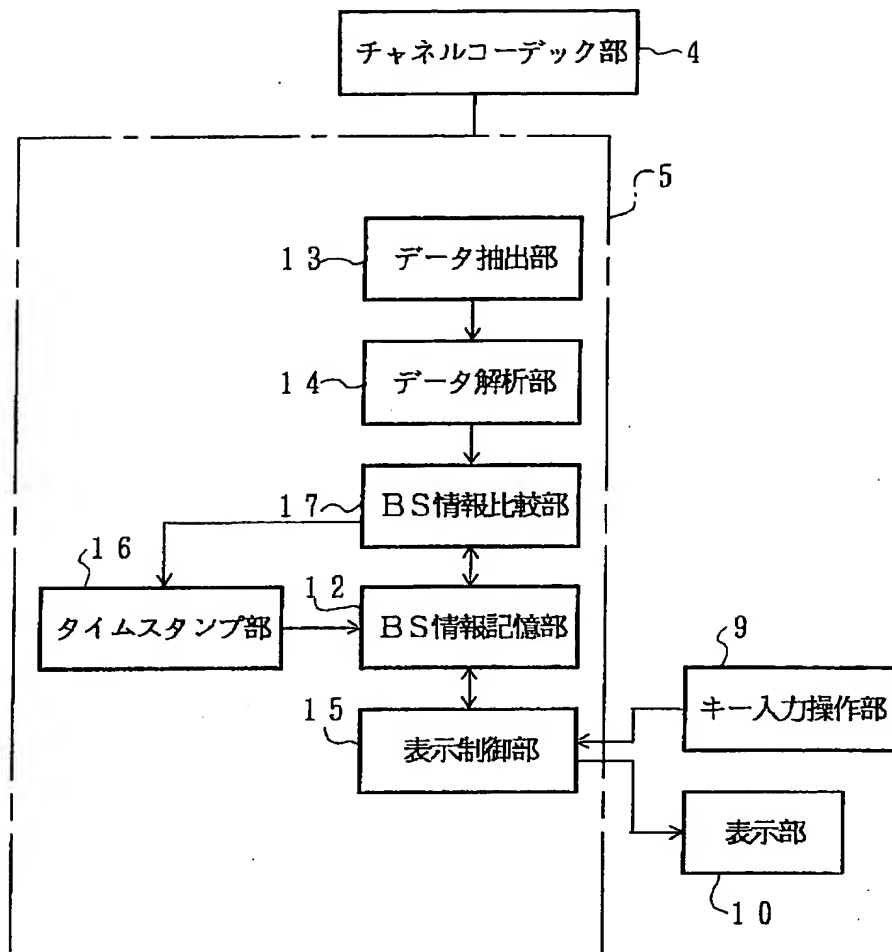 チャネルコーデック部
4
5
13
データ抽出部
14
データ解析部
17
BS情報比較部
16
タイムスタンプ部
12
BS情報記憶部
9
キー入力操作部
15
表示制御部
表示部
10